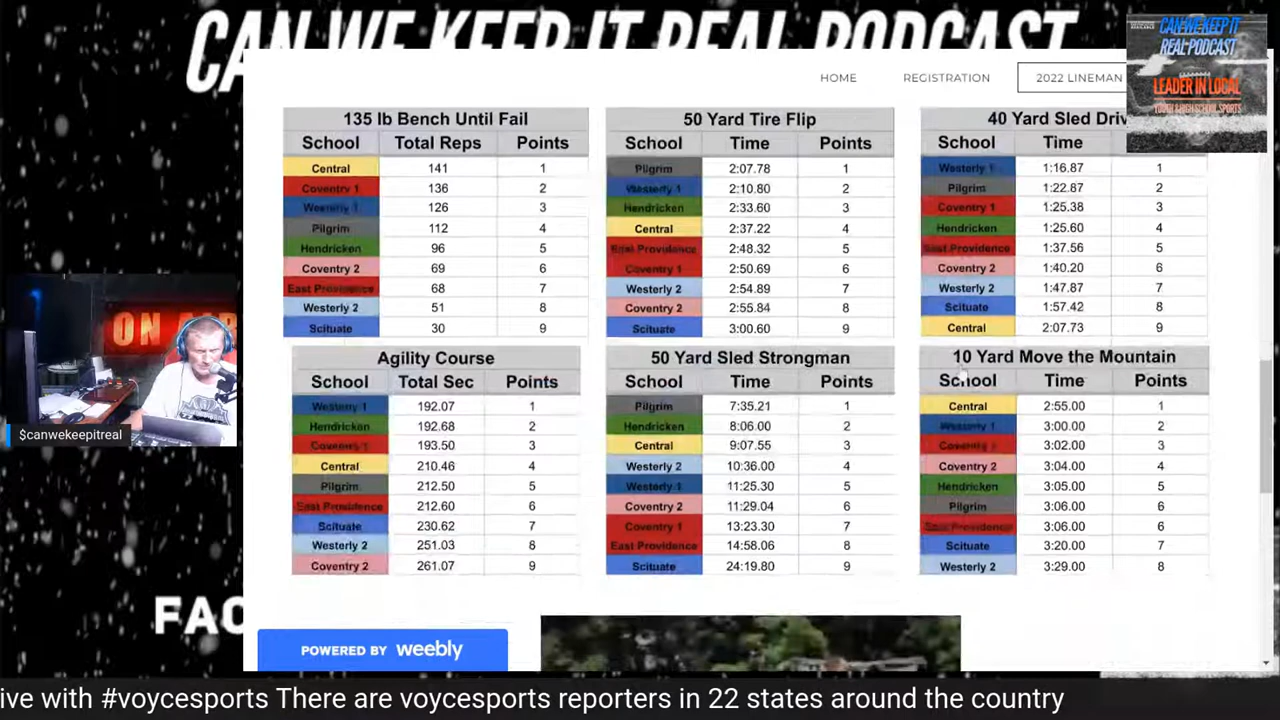 CAN WE KEEP IT REAL PODCAST
CAN WE KEEP IT
REAL PODCAST
LEADER IN LOCAL
YOUTH & HIGH SCHOOL SPORTS
HOME REGISTRATION 2022 LINEMAN
135 lb Bench Until Fail
School Total Reps Points
Central 141 1
Coventry 1 136 2
Westerly 1 126 3
Pilgrim 112 4
Hendricken 96 5
Coventry 2 69 6
East Providence 68 7
Westerly 2 51 8
Scituate 30 9
50 Yard Tire Flip
School Time Points
Pilgrim 2:07.78 1
Westerly 1 2:10.80 2
Hendricken 2:33.60 3
Central 2:37.22 4
East Providence 2:48.32 5
Coventry 1 2:50.69 6
Westerly 2 2:54.89 7
Coventry 2 2:55.84 8
Scituate 3:00.60 9
40 Yard Sled Driv
School Time
Westerly 1 1:16.87 1
Pilgrim 1:22.87 2
Coventry 1 1:25.38 3
Hendricken 1:25.60 4
East Providence 1:37.56 5
Coventry 2 1:40.20 6
Westerly 2 1:47.87 7
Scituate 1:57.42 8
Central 2:07.73 9
Agility Course
School Total Sec Points
Westerly 1 192.07 1
Hendricken 192.68 2
Coventry 1 193.50 3
Central 210.46 4
Pilgrim 212.50 5
East Providence 212.60 6
Scituate 230.62 7
Westerly 2 251.03 8
Coventry 2 261.07 9
50 Yard Sled Strongman
School Time Points
Pilgrim 7:35.21 1
Hendricken 8:06.00 2
Central 9:07.55 3
Westerly 2 10:36.00 4
Westerly 1 11:25.30 5
Coventry 2 11:29.04 6
Coventry 1 13:23.30 7
East Providence 14:58.06 8
Scituate 24:19.80 9
10 Yard Move the Mountain
School Time Points
Central 2:55.00 1
Westerly 1 3:00.00 2
Coventry 1 3:02.00 3
Coventry 2 3:04.00 4
Hendricken 3:05.00 5
Pilgrim 3:06.00 6
East Providence 3:06.00 6
Scituate 3:20.00 7
Westerly 2 3:29.00 8
ON AIR
$canwekeepitreal
FAC
POWERED BY weebly
ive with #voycesports There are voycesports reporters in 22 states around the country